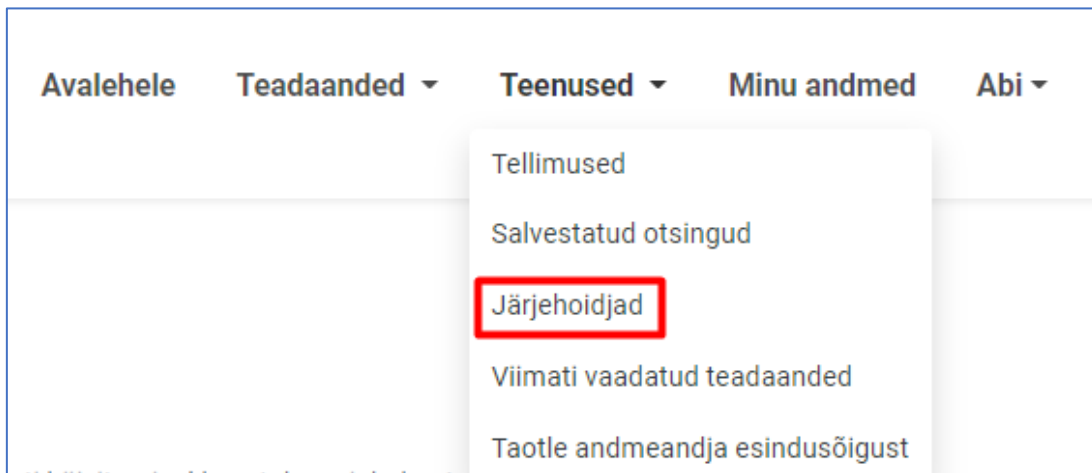 Avalehele Teadaanded Teenused Minu andmed Abi
Tellimused
Salvestatud otsingud
Järjehoidjad
Viimati vaadatud teadaanded
Taotle andmeandja esindusõigust